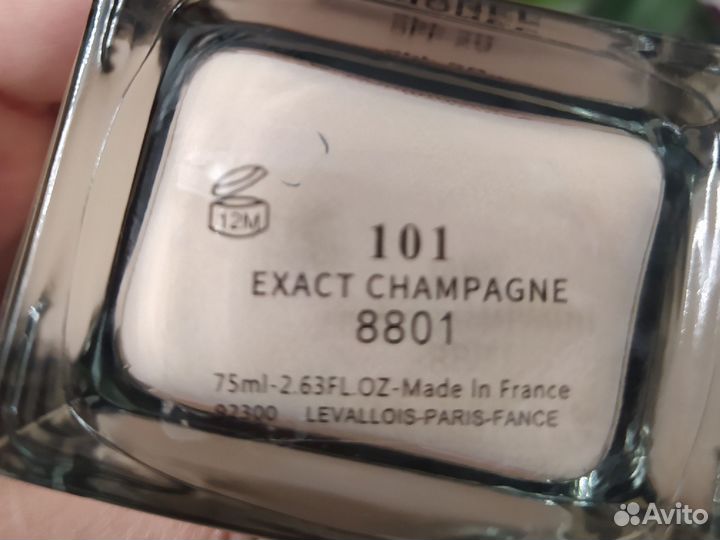 12M
101
EXACT CHAMPAGNE
8801
75ml-2.63FL.OZ-Made In France
92300 LEVALLOIS-PARIS-FANCE
Avito